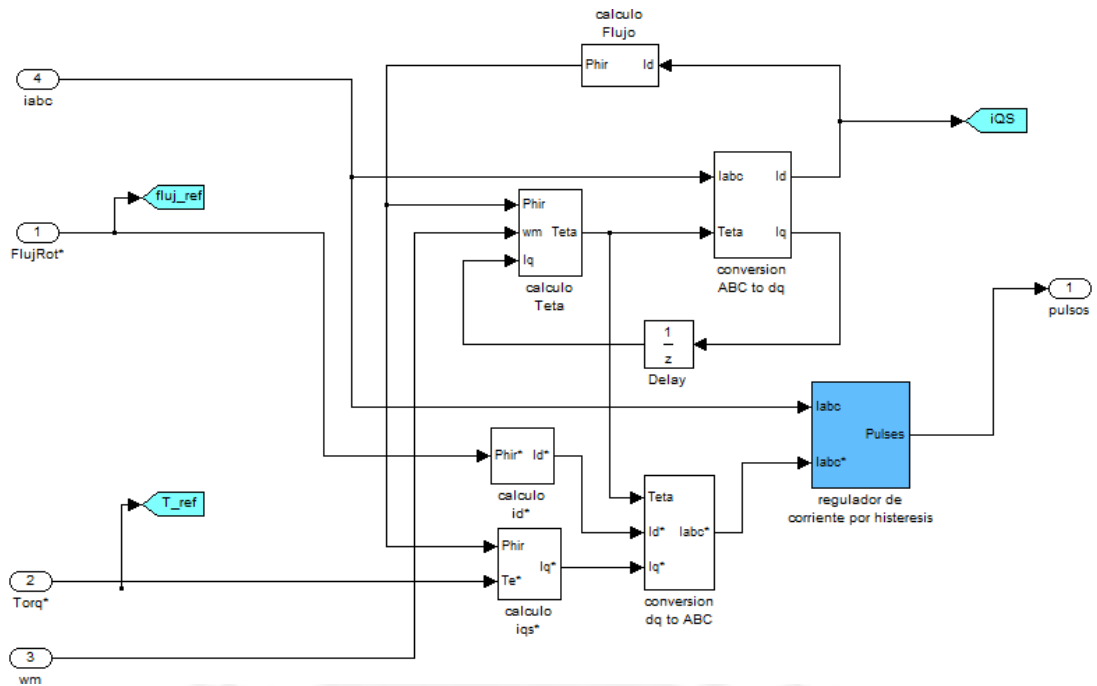 calculo
Flujo
Phir Id
4
iabc
iQS
fluj_ref
Iabc Id
Teta Iq
conversion
ABC to dq
Phir
wm Teta
Iq
calculo
Teta
1
FlujRot*
1
pulsos
1
z
Delay
Iabc
Pulses
Iabc*
regulador de
corriente por histeresis
Phir* Id*
calculo
id*
T_ref
Teta
Id* Iabc*
Iq*
conversion
dq to ABC
Phir
Iq*
Te*
calculo
iqs*
2
Torq*
3
wm